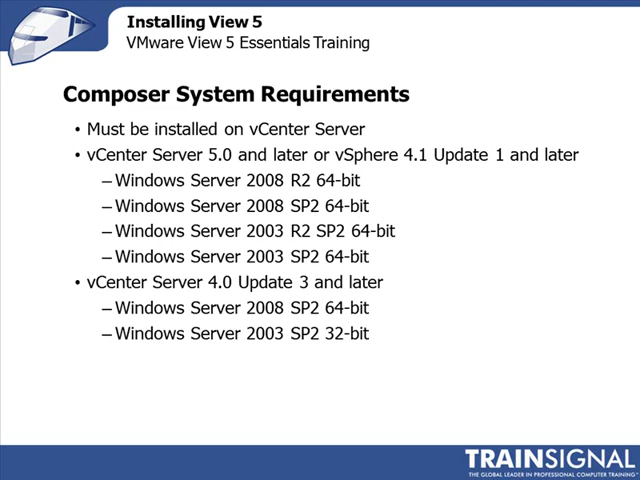 Installing View 5
VMware View 5 Essentials Training
Composer System Requirements
• Must be installed on vCenter Server
• vCenter Server 5.0 and later or vSphere 4.1 Update 1 and later
– Windows Server 2008 R2 64-bit
– Windows Server 2008 SP2 64-bit
– Windows Server 2003 R2 SP2 64-bit
– Windows Server 2003 SP2 64-bit
• vCenter Server 4.0 Update 3 and later
– Windows Server 2008 SP2 64-bit
– Windows Server 2003 SP2 32-bit
TRAINSIGNAL
THE GLOBAL LEADER IN PROFESSIONAL COMPUTER TRAINING™